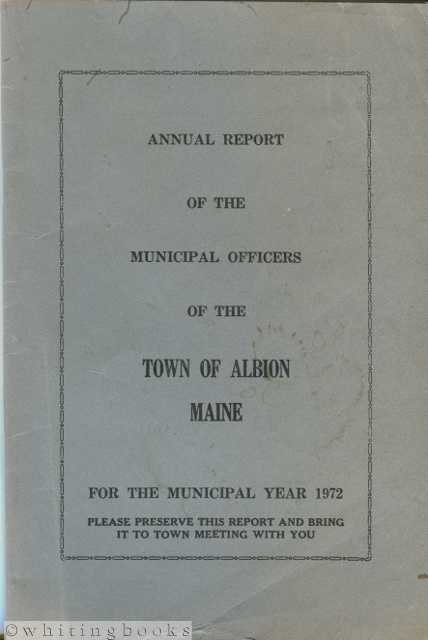 ANNUAL REPORT
OF THE
MUNICIPAL OFFICERS
OF THE
TOWN OF ALBION
MAINE
FOR THE MUNICIPAL YEAR 1972
PLEASE PRESERVE THIS REPORT AND BRING
IT TO TOWN MEETING WITH YOU
©whitingbooks